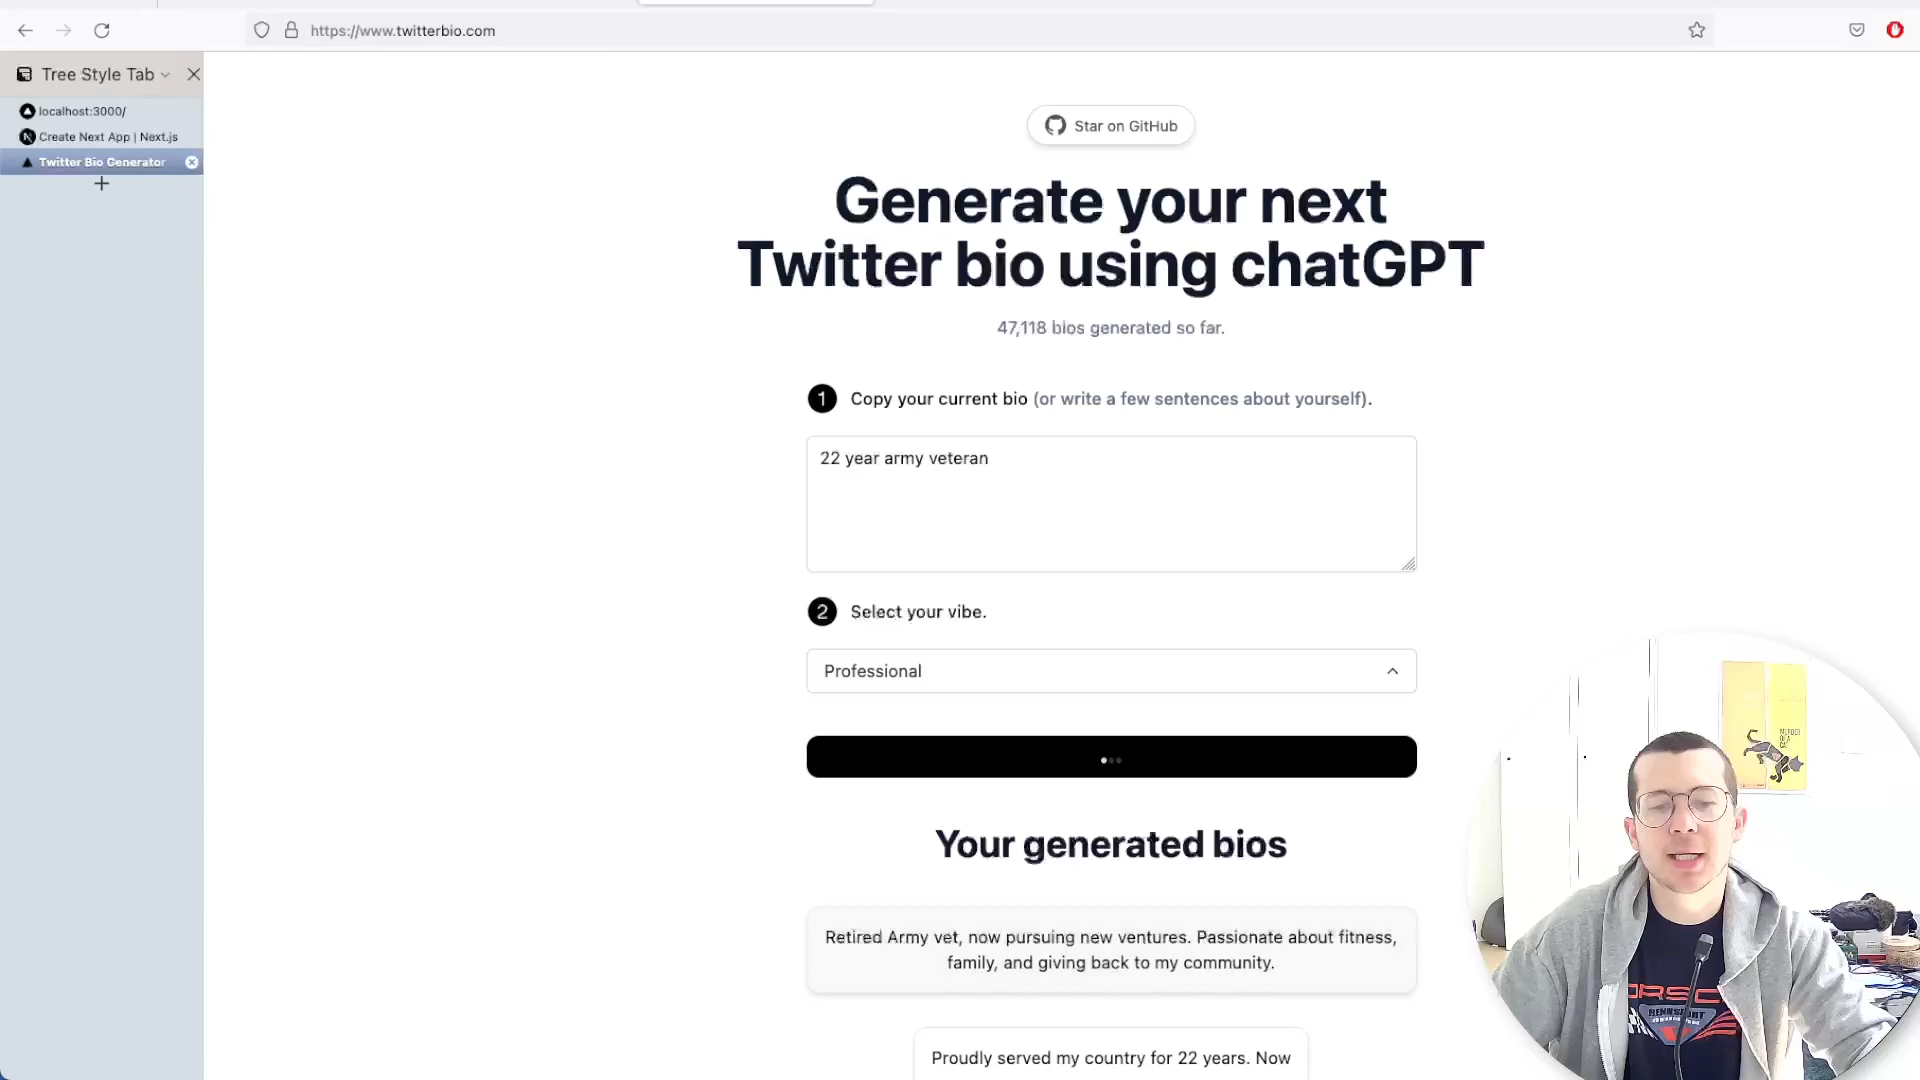 https://www.twitterbio.com
Tree Style Tab
localhost:3000/
Create Next App | Next.js
Twitter Bio Generator
Star on GitHub
Generate your next
Twitter bio using chatGPT
47,118 bios generated so far.
1 Copy your current bio (or write a few sentences about yourself).
22 year army veteran
2 Select your vibe.
Professional
Your generated bios
Retired Army vet, now pursuing new ventures. Passionate about fitness,
family, and giving back to my community.
Proudly served my country for 22 years. Now
MURDER
OF A
CAT